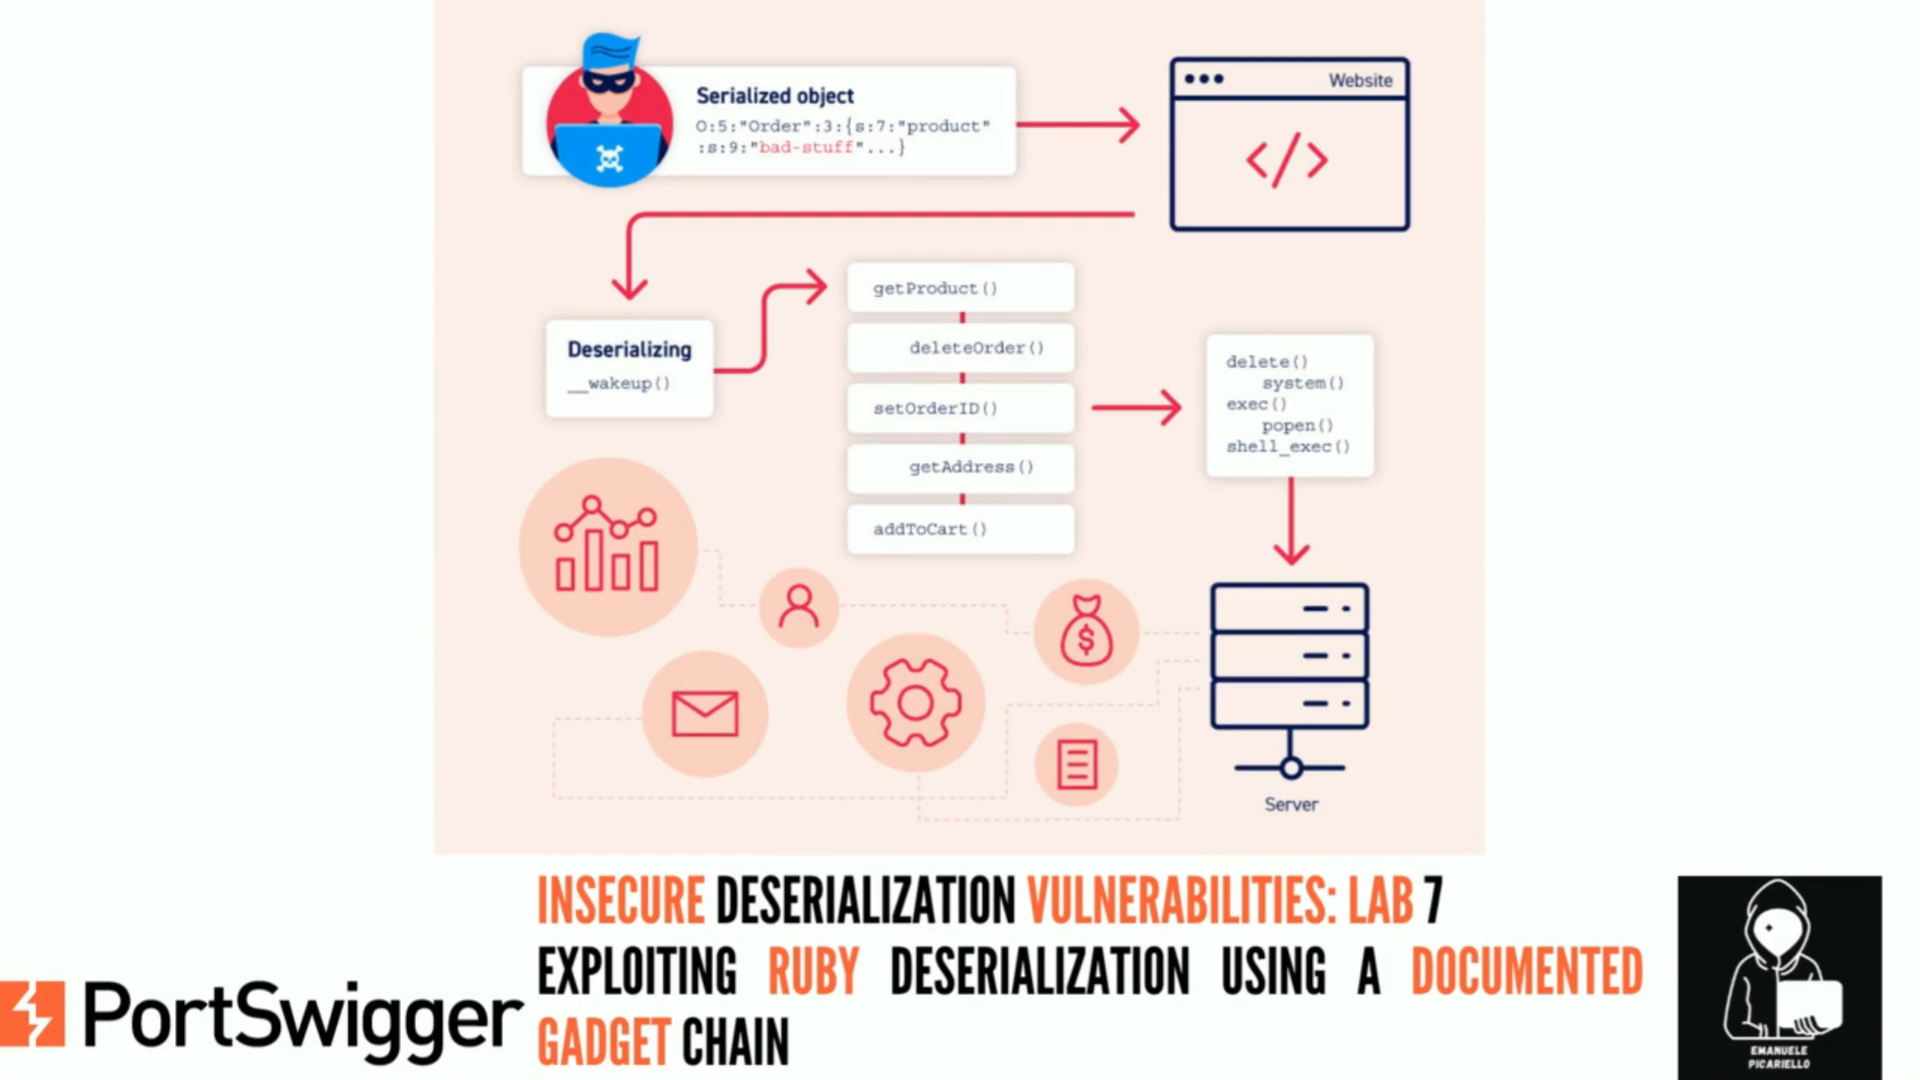 Serialized object
O:5:"Order":3:{s:7:"product"
:s:9:"bad-stuff"...}
Website
</>
Deserializing
__wakeup()
getProduct()
deleteOrder()
setOrderID()
getAddress()
addToCart()
delete()
system()
exec()
popen()
shell_exec()
$
Server
INSECURE DESERIALIZATION VULNERABILITIES: LAB 7
EXPLOITING RUBY DESERIALIZATION USING A DOCUMENTED
GADGET CHAIN
PortSwigger
EMANUELE
PICARIELLO